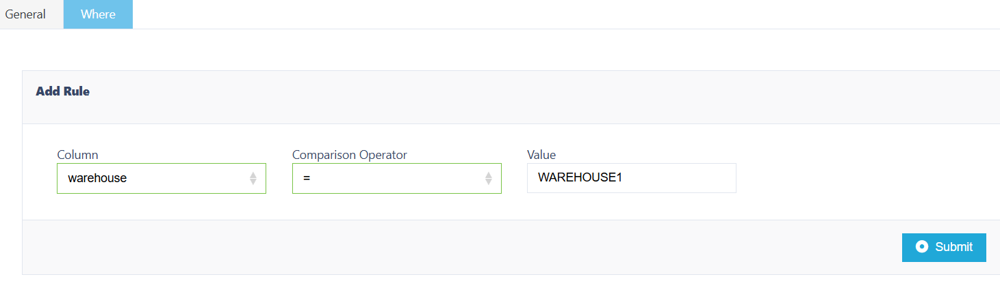 General Where
Add Rule
Column Comparison Operator Value
warehouse = WAREHOUSE1
Submit